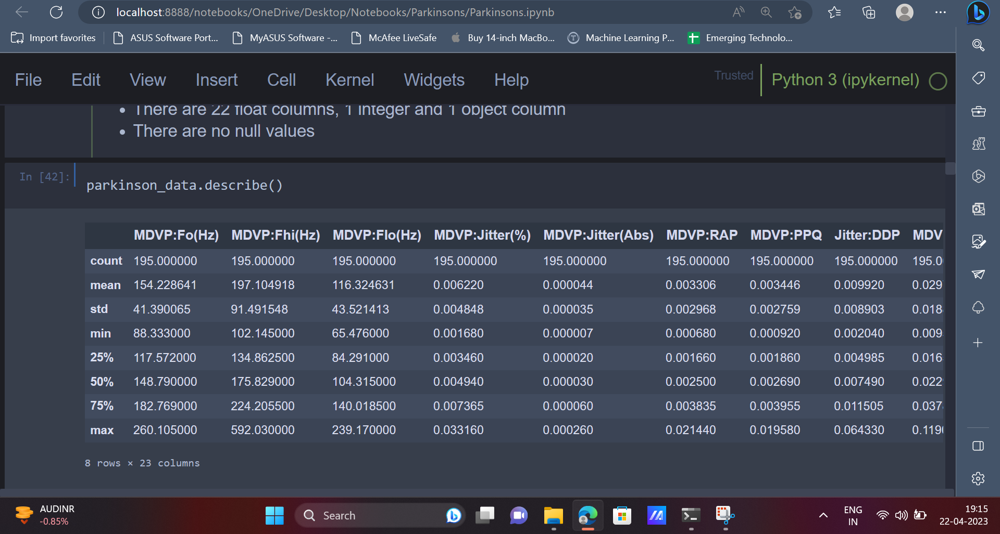 localhost:8888/notebooks/OneDrive/Desktop/Notebooks/Parkinsons/Parkinsons.ipynb
Import favorites ASUS Software Port... MyASUS Software -... McAfee LiveSafe Buy 14-inch MacBo... Machine Learning P... Emerging Technolo...
File Edit View Insert Cell Kernel Widgets Help Trusted Python 3 (ipykernel)
• There are 22 float columns, 1 integer and 1 object column
• There are no null values
In [42]: parkinson_data.describe()
MDVP:Fo(Hz) MDVP:Fhi(Hz) MDVP:Flo(Hz) MDVP:Jitter(%) MDVP:Jitter(Abs) MDVP:RAP MDVP:PPQ Jitter:DDP MDV
count 195.000000 195.000000 195.000000 195.000000 195.000000 195.000000 195.000000 195.000000 195.0
mean 154.228641 197.104918 116.324631 0.006220 0.000044 0.003306 0.003446 0.009920 0.029
std 41.390065 91.491548 43.521413 0.004848 0.000035 0.002968 0.002759 0.008903 0.018
min 88.333000 102.145000 65.476000 0.001680 0.000007 0.000680 0.000920 0.002040 0.009
25% 117.572000 134.862500 84.291000 0.003460 0.000020 0.001660 0.001860 0.004985 0.016
50% 148.790000 175.829000 104.315000 0.004940 0.000030 0.002500 0.002690 0.007490 0.022
75% 182.769000 224.205500 140.018500 0.007365 0.000060 0.003835 0.003955 0.011505 0.037
max 260.105000 592.030000 239.170000 0.033160 0.000260 0.021440 0.019580 0.064330 0.119
8 rows × 23 columns
AUDINR
-0.85%
Search
ENG
IN
19:15
22-04-2023